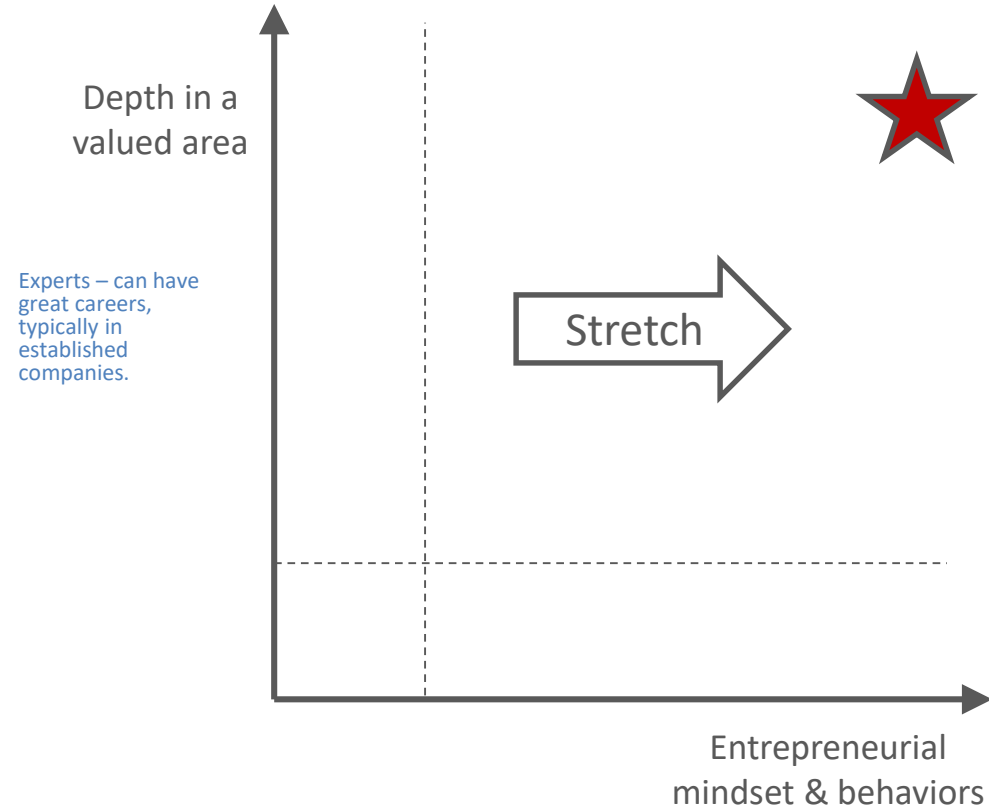 Depth in a
valued area
Experts – can have
great careers,
typically in
established
companies.
Stretch
Entrepreneurial
mindset & behaviors